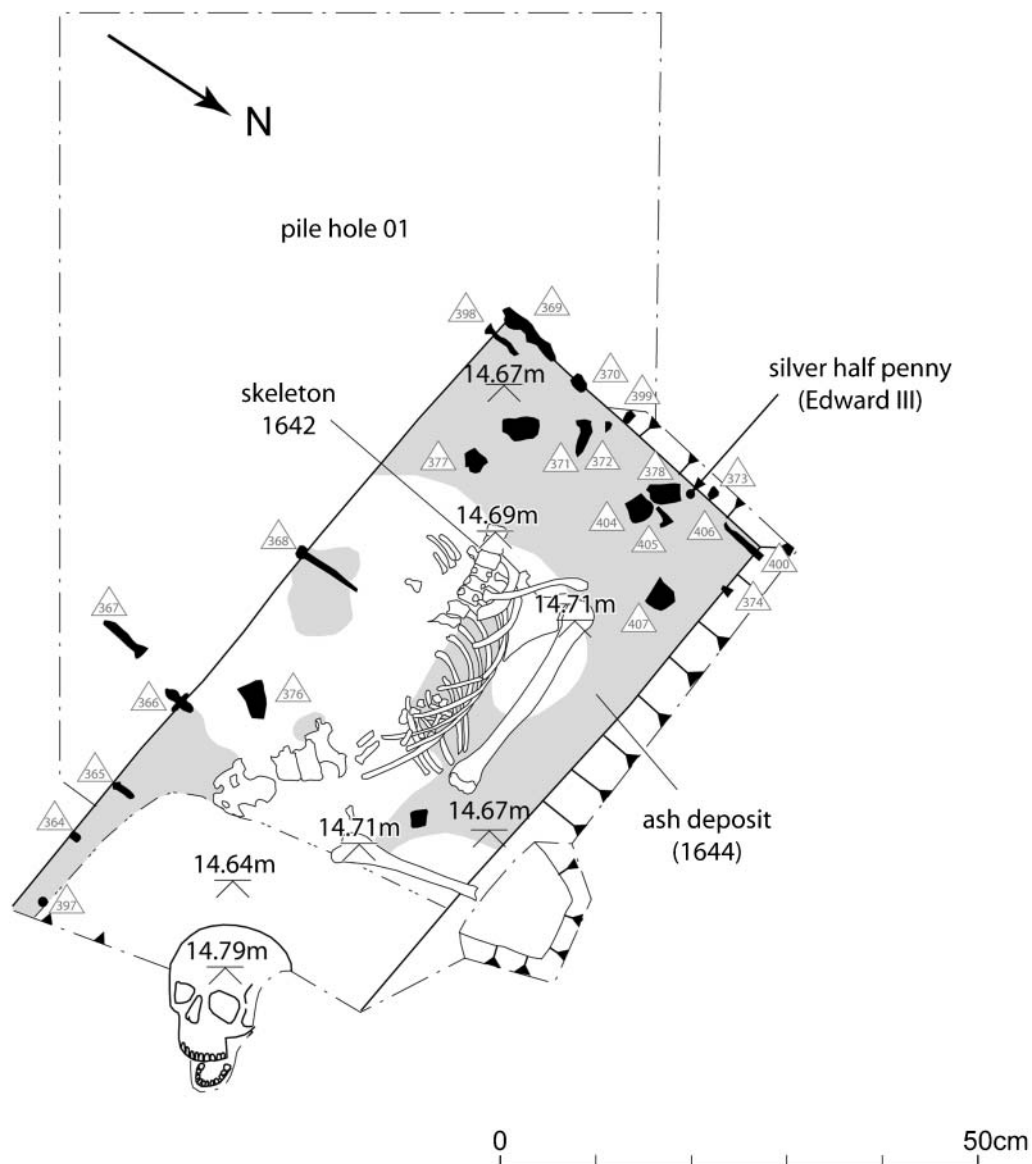 N
pile hole 01
398
369
14.67m
370
399
silver half penny
(Edward III)
skeleton
1642
377
371
372
378
373
14.69m
404
405
406
368
400
14.71m
374
407
367
366
376
365
14.67m
ash deposit
(1644)
364
14.71m
14.64m
397
14.79m
0
50cm